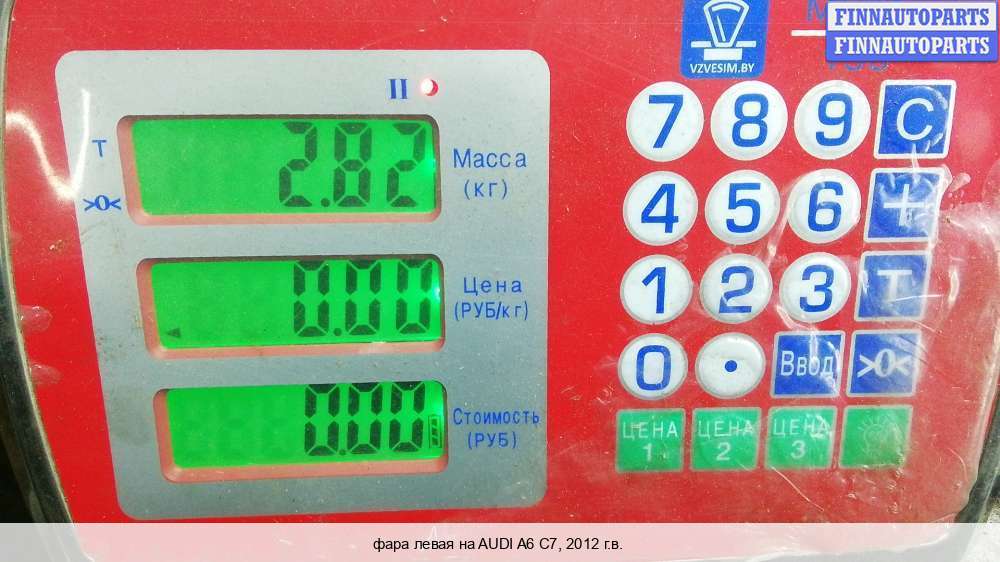 FINNAUTOPARTS
FINNAUTOPARTS
VZVESIM.BY
II
T
>0<
2.82
Масса
(кг)
0.00
Цена
(РУБ/кг)
0.00
Стоимость
(РУБ)
7 8 9 C
4 5 6 +
1 2 3 T
0 . Ввод >0<
ЦЕНА 1
ЦЕНА 2
ЦЕНА 3
фара левая на AUDI A6 C7, 2012 г.в.